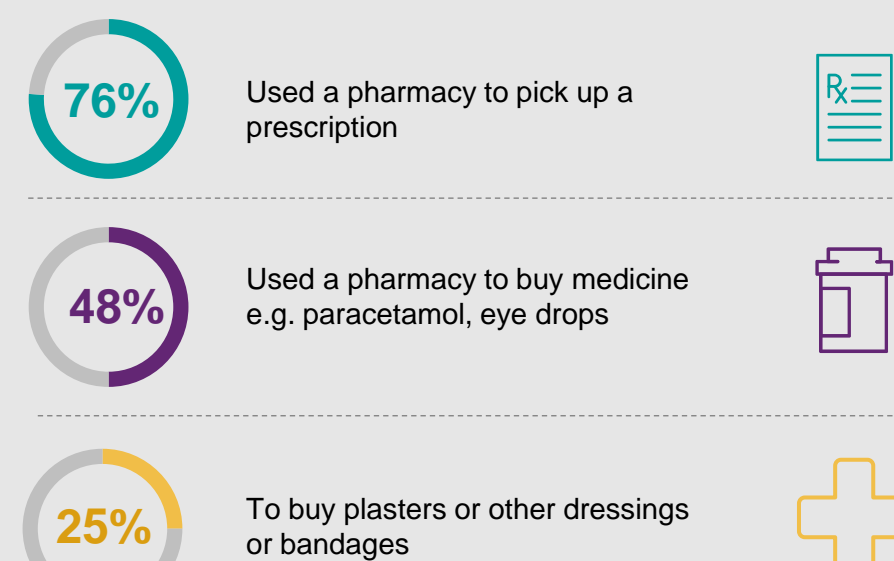 76%
Used a pharmacy to pick up a
prescription
Rx
48%
Used a pharmacy to buy medicine
e.g. paracetamol, eye drops
25%
To buy plasters or other dressings
or bandages